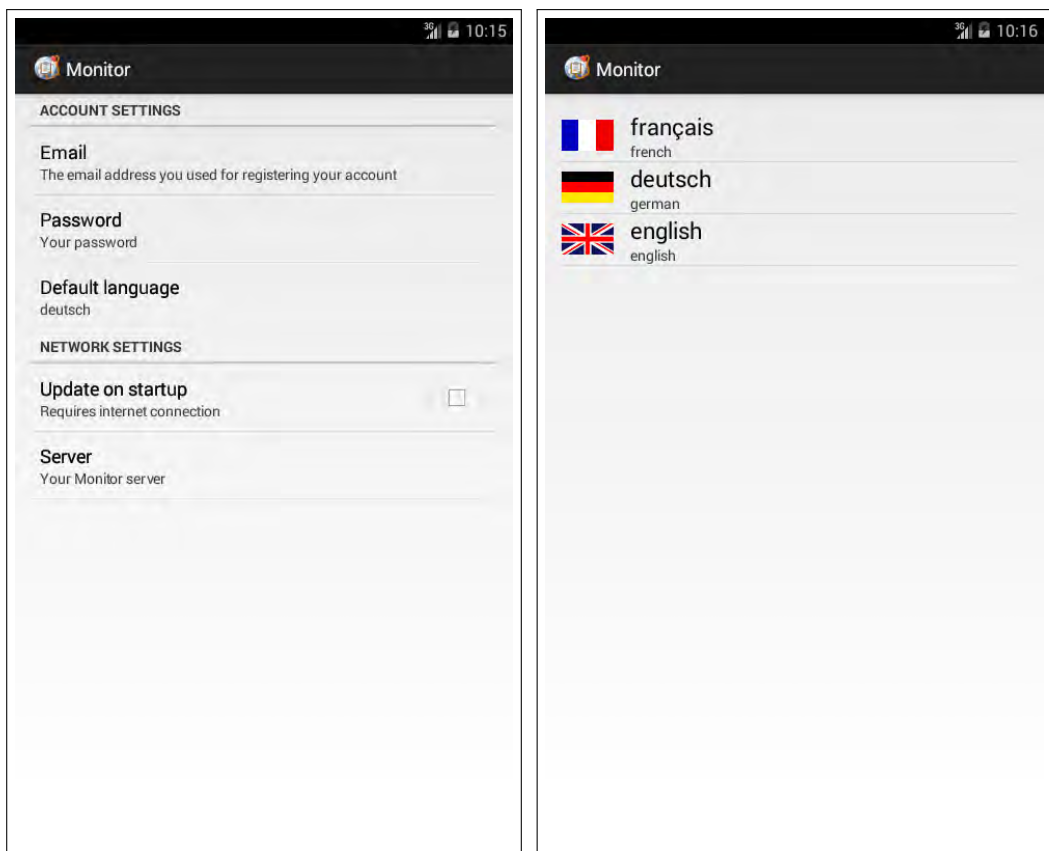 3G 10:15
Monitor
ACCOUNT SETTINGS
Email
The email address you used for registering your account
Password
Your password
Default language
deutsch
NETWORK SETTINGS
Update on startup
Requires internet connection
Server
Your Monitor server
3G 10:16
Monitor
français
french
deutsch
german
english
english